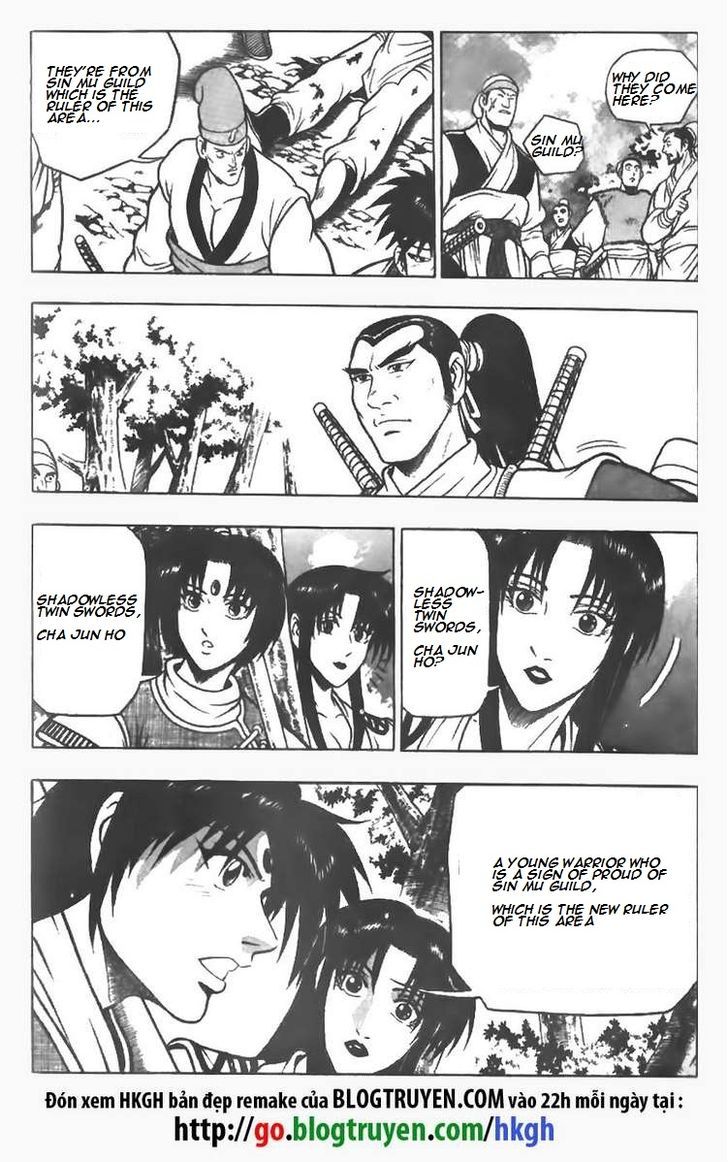 THEY'RE FROM
SIN MU GUILD
WHICH IS THE
RULER OF THIS
AREA...
WHY DID
THEY COME
HERE?
SIN MU
GUILD?
SHADOWLESS
TWIN SWORDS,
CHA JUN HO
SHADOW-
LESS
TWIN
SWORDS,
CHA JUN
HO?
A YOUNG WARRIOR WHO
IS A SIGN OF PROUD OF
SIN MU GUILD,
WHICH IS THE NEW RULER
OF THIS AREA
Đón xem HKGH bản đẹp remake của BLOGTRUYEN.COM vào 22h mỗi ngày tại :
http://go.blogtruyen.com/hkgh